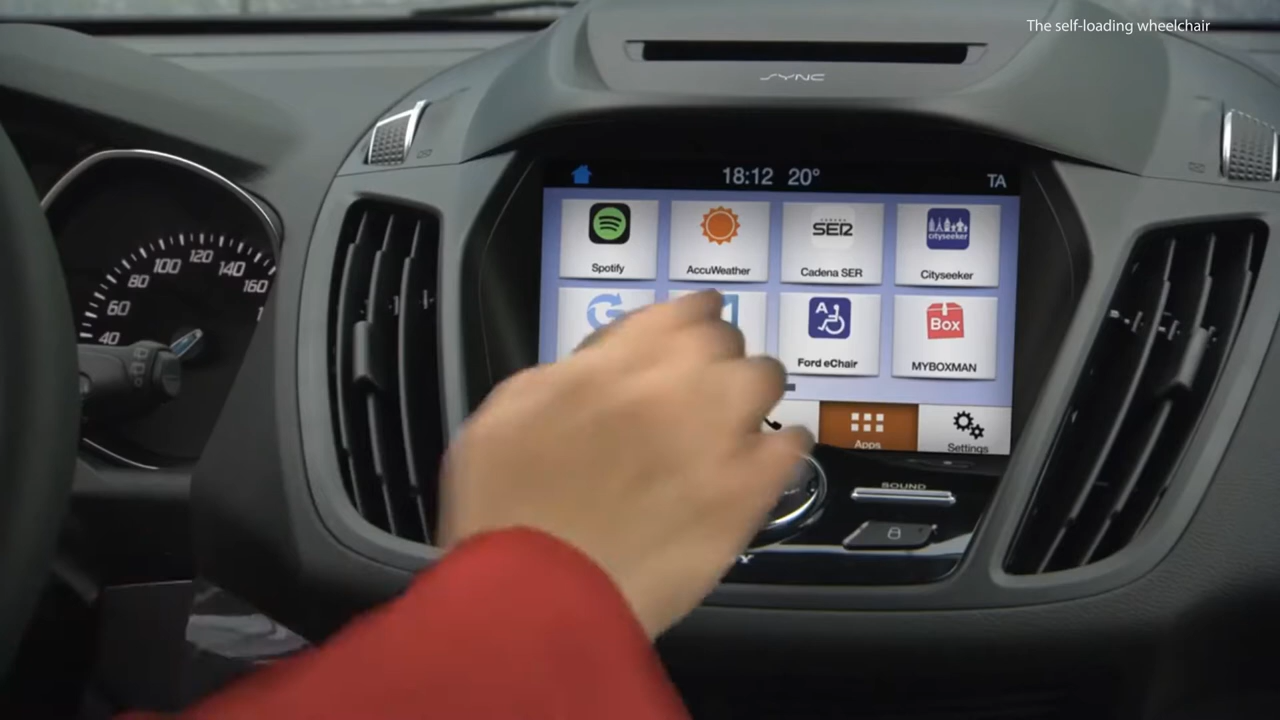 The self-loading wheelchair
SYNC
18:12 20° TA
Spotify
AccuWeather
CADENA
SER
Cadena SER
cityseeker
Cityseeker
A
Ford eChair
Box
MYBOXMAN
Apps
Settings
SOUND
40
60
80
100
120
140
160